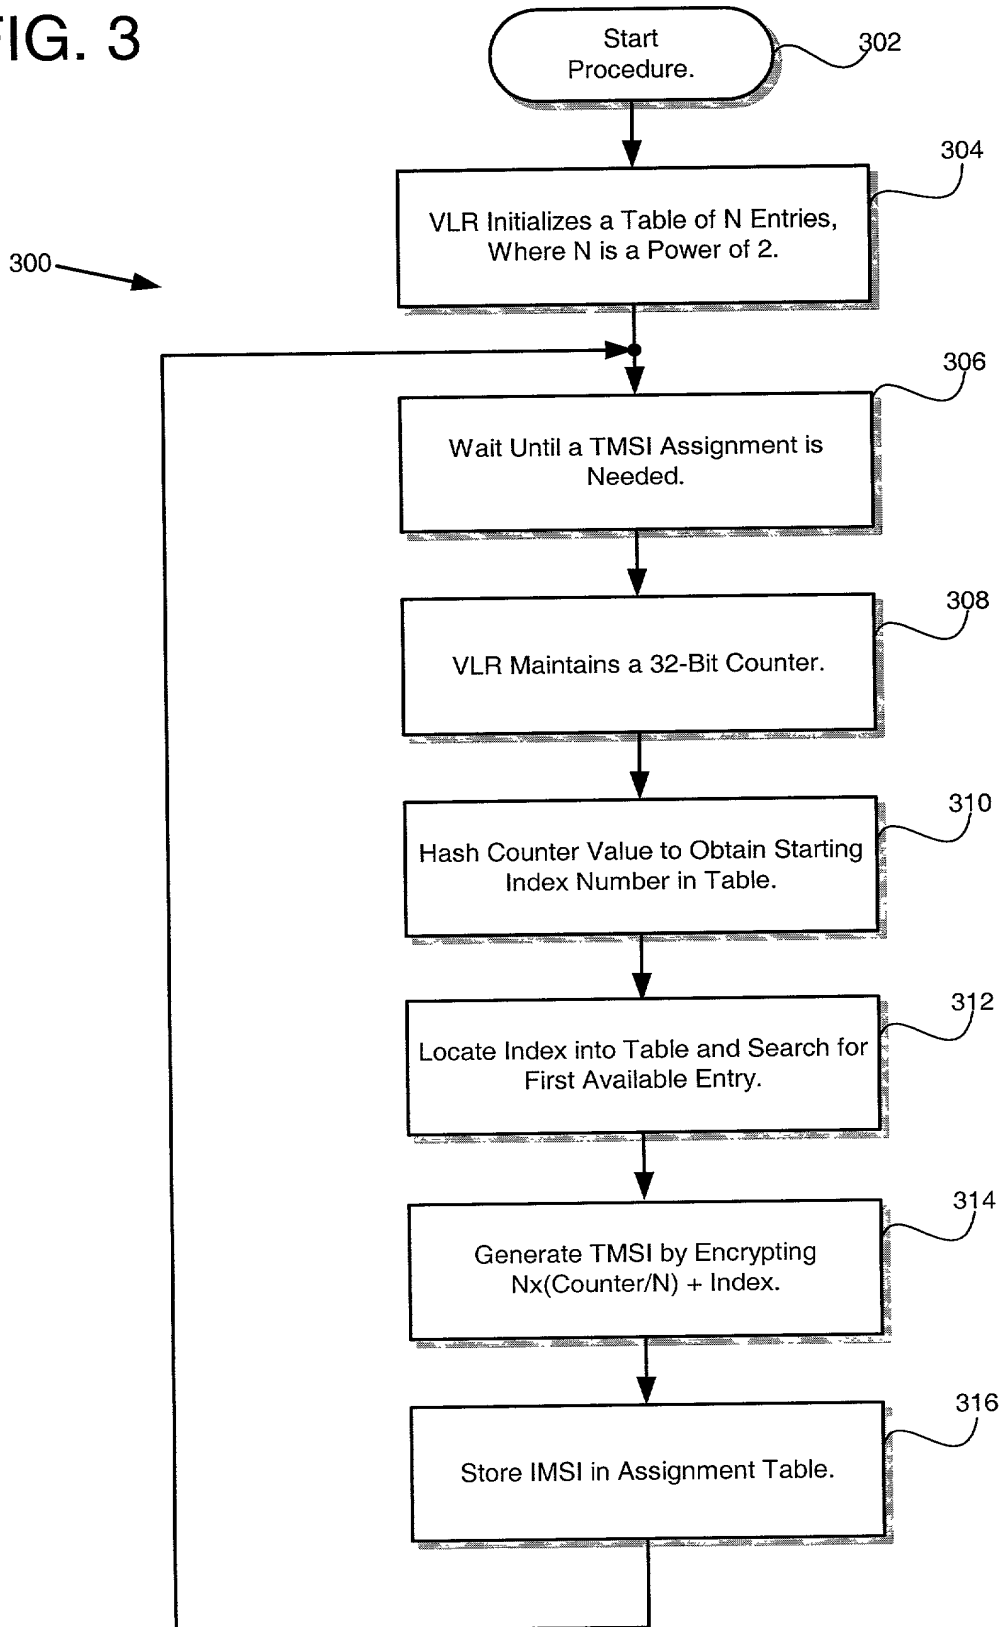 FIG. 3
Start
Procedure.
302
304
VLR Initializes a Table of N Entries,
Where N is a Power of 2.
300
306
Wait Until a TMSI Assignment is
Needed.
308
VLR Maintains a 32-Bit Counter.
310
Hash Counter Value to Obtain Starting
Index Number in Table.
312
Locate Index into Table and Search for
First Available Entry.
314
Generate TMSI by Encrypting
Nx(Counter/N) + Index.
316
Store IMSI in Assignment Table.